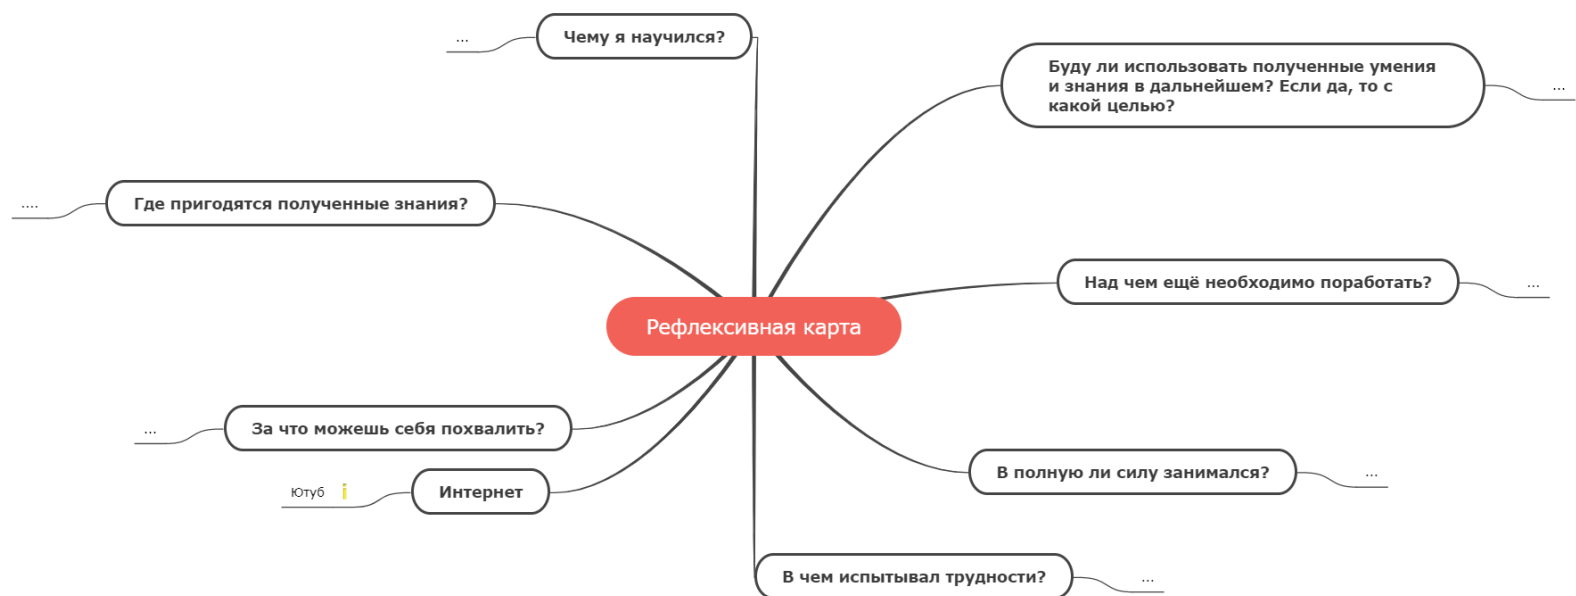 Чему я научился?
...
Буду ли использовать полученные умения
и знания в дальнейшем? Если да, то с
какой целью?
...
Где пригодятся полученные знания?
....
Над чем ещё необходимо поработать?
...
Рефлексивная карта
За что можешь себя похвалить?
...
В полную ли силу занимался?
...
Интернет
Ютуб
В чем испытывал трудности?
...